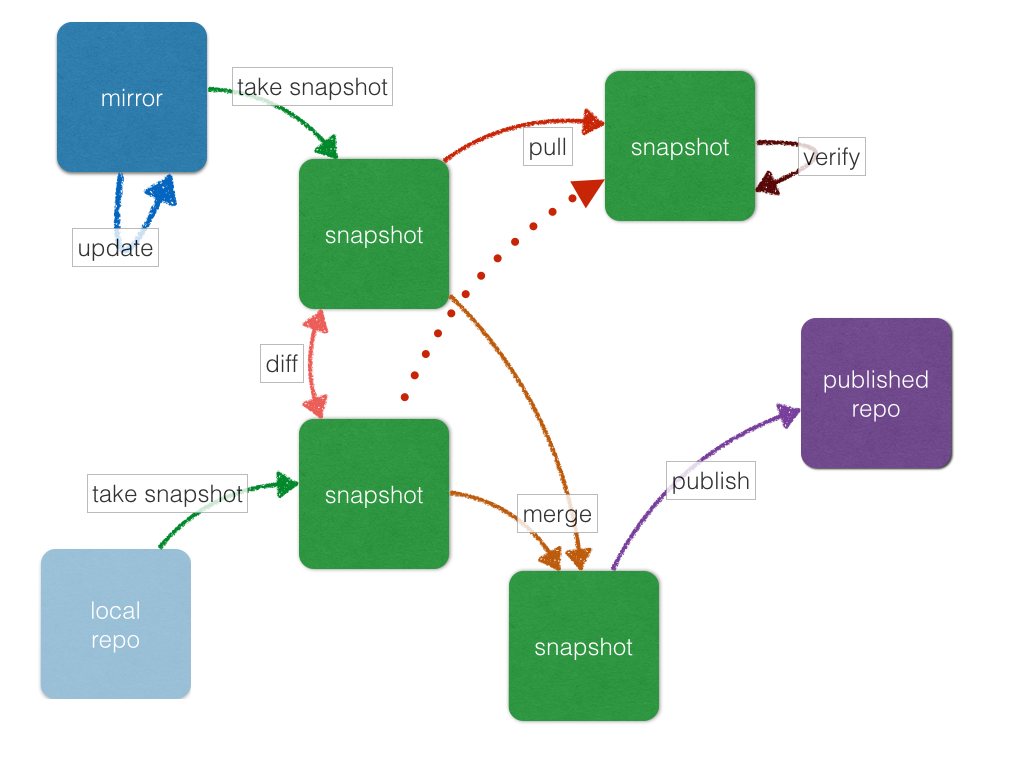 mirror
take snapshot
pull
snapshot
verify
snapshot
update
diff
published
repo
take snapshot
snapshot
publish
merge
local
repo
snapshot